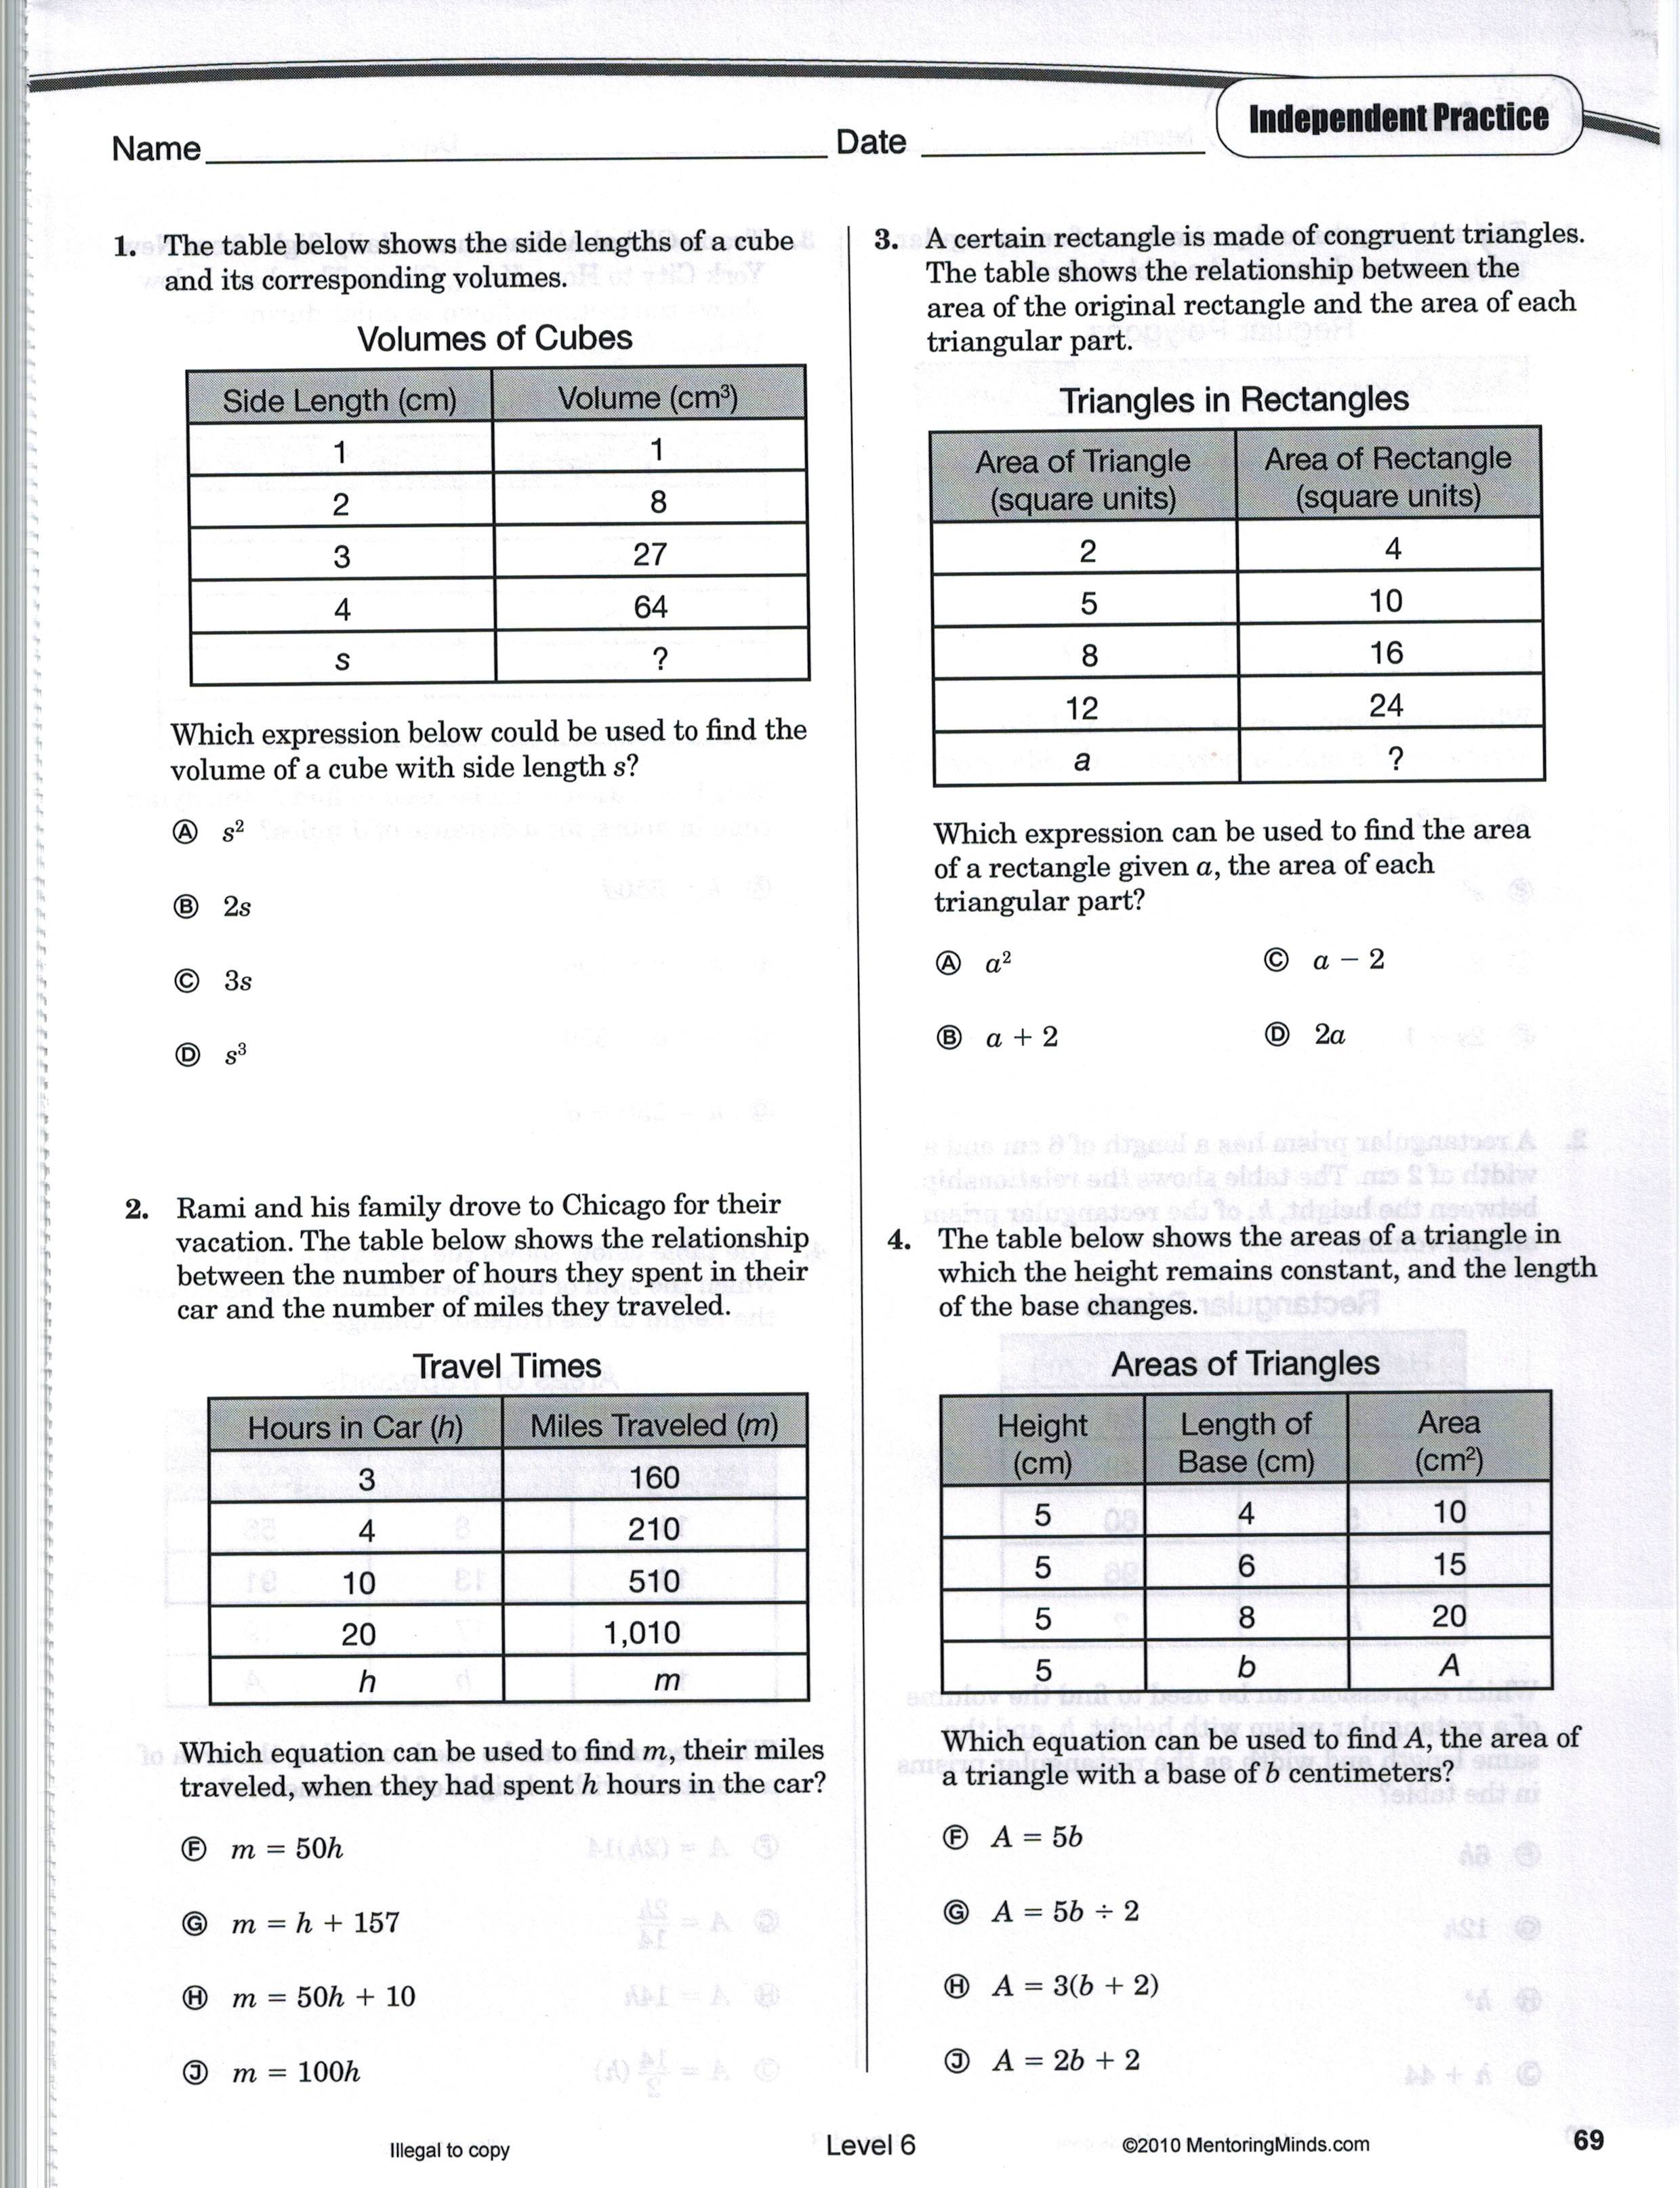 Independent Practice
Name Date
1. The table below shows the side lengths of a cube
and its corresponding volumes.
Volumes of Cubes
Side Length (cm) Volume (cm³)
1 1
2 8
3 27
4 64
s ?
Which expression below could be used to find the
volume of a cube with side length s?
Ⓐ s²
Ⓑ 2s
Ⓒ 3s
Ⓓ s³
2. Rami and his family drove to Chicago for their
vacation. The table below shows the relationship
between the number of hours they spent in their
car and the number of miles they traveled.
Travel Times
Hours in Car (h) Miles Traveled (m)
3 160
4 210
10 510
20 1,010
h m
Which equation can be used to find m, their miles
traveled, when they had spent h hours in the car?
Ⓕ m = 50h
Ⓖ m = h + 157
Ⓗ m = 50h + 10
Ⓙ m = 100h
3. A certain rectangle is made of congruent triangles.
The table shows the relationship between the
area of the original rectangle and the area of each
triangular part.
Triangles in Rectangles
Area of Triangle Area of Rectangle
(square units) (square units)
2 4
5 10
8 16
12 24
a ?
Which expression can be used to find the area
of a rectangle given a, the area of each
triangular part?
Ⓐ a² Ⓒ a − 2
Ⓑ a + 2 Ⓓ 2a
4. The table below shows the areas of a triangle in
which the height remains constant, and the length
of the base changes.
Areas of Triangles
Height Length of Area
(cm) Base (cm) (cm²)
5 4 10
5 6 15
5 8 20
5 b A
Which equation can be used to find A, the area of
a triangle with a base of b centimeters?
Ⓕ A = 5b
Ⓖ A = 5b ÷ 2
Ⓗ A = 3(b + 2)
Ⓙ A = 2b + 2
Illegal to copy Level 6 ©2010 MentoringMinds.com 69